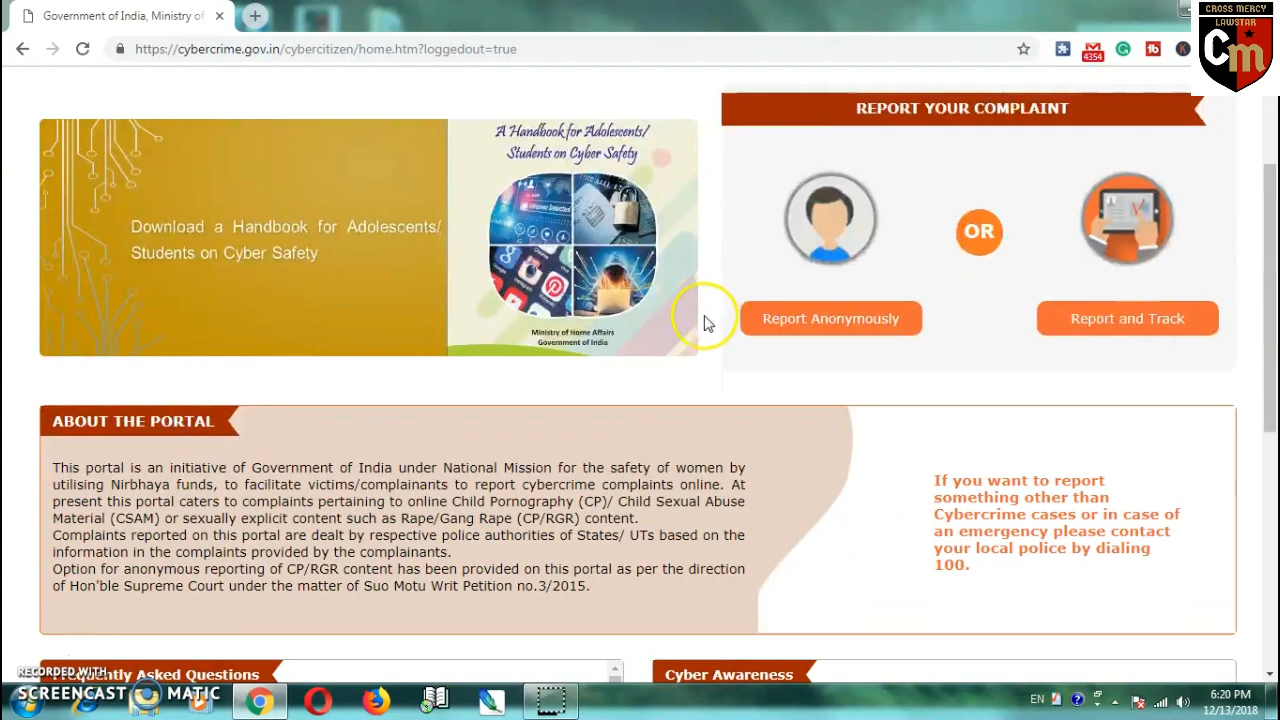 Government of India, Ministry of
CROSS MERCY
LAWSTAR
Cm
https://cybercrime.gov.in/cybercitizen/home.htm?loggedout=true
4354
REPORT YOUR COMPLAINT
A Handbook for Adolescents/
Students on Cyber Safety
Download a Handbook for Adolescents/
Students on Cyber Safety
OR
Ministry of Home Affairs
Government of India
Report Anonymously
Report and Track
ABOUT THE PORTAL
This portal is an initiative of Government of India under National Mission for the safety of women by
utilising Nirbhaya funds, to facilitate victims/complainants to report cybercrime complaints online. At
present this portal caters to complaints pertaining to online Child Pornography (CP)/ Child Sexual Abuse
Material (CSAM) or sexually explicit content such as Rape/Gang Rape (CP/RGR) content.
Complaints reported on this portal are dealt by respective police authorities of States/ UTs based on the
information in the complaints provided by the complainants.
Option for anonymous reporting of CP/RGR content has been provided on this portal as per the direction
of Hon'ble Supreme Court under the matter of Suo Motu Writ Petition no.3/2015.
If you want to report
something other than
Cybercrime cases or in case of
an emergency please contact
your local police by dialing
100.
Frequently Asked Questions
Cyber Awareness
RECORDED WITH
SCREENCAST MATIC
EN
6:20 PM
12/13/2018